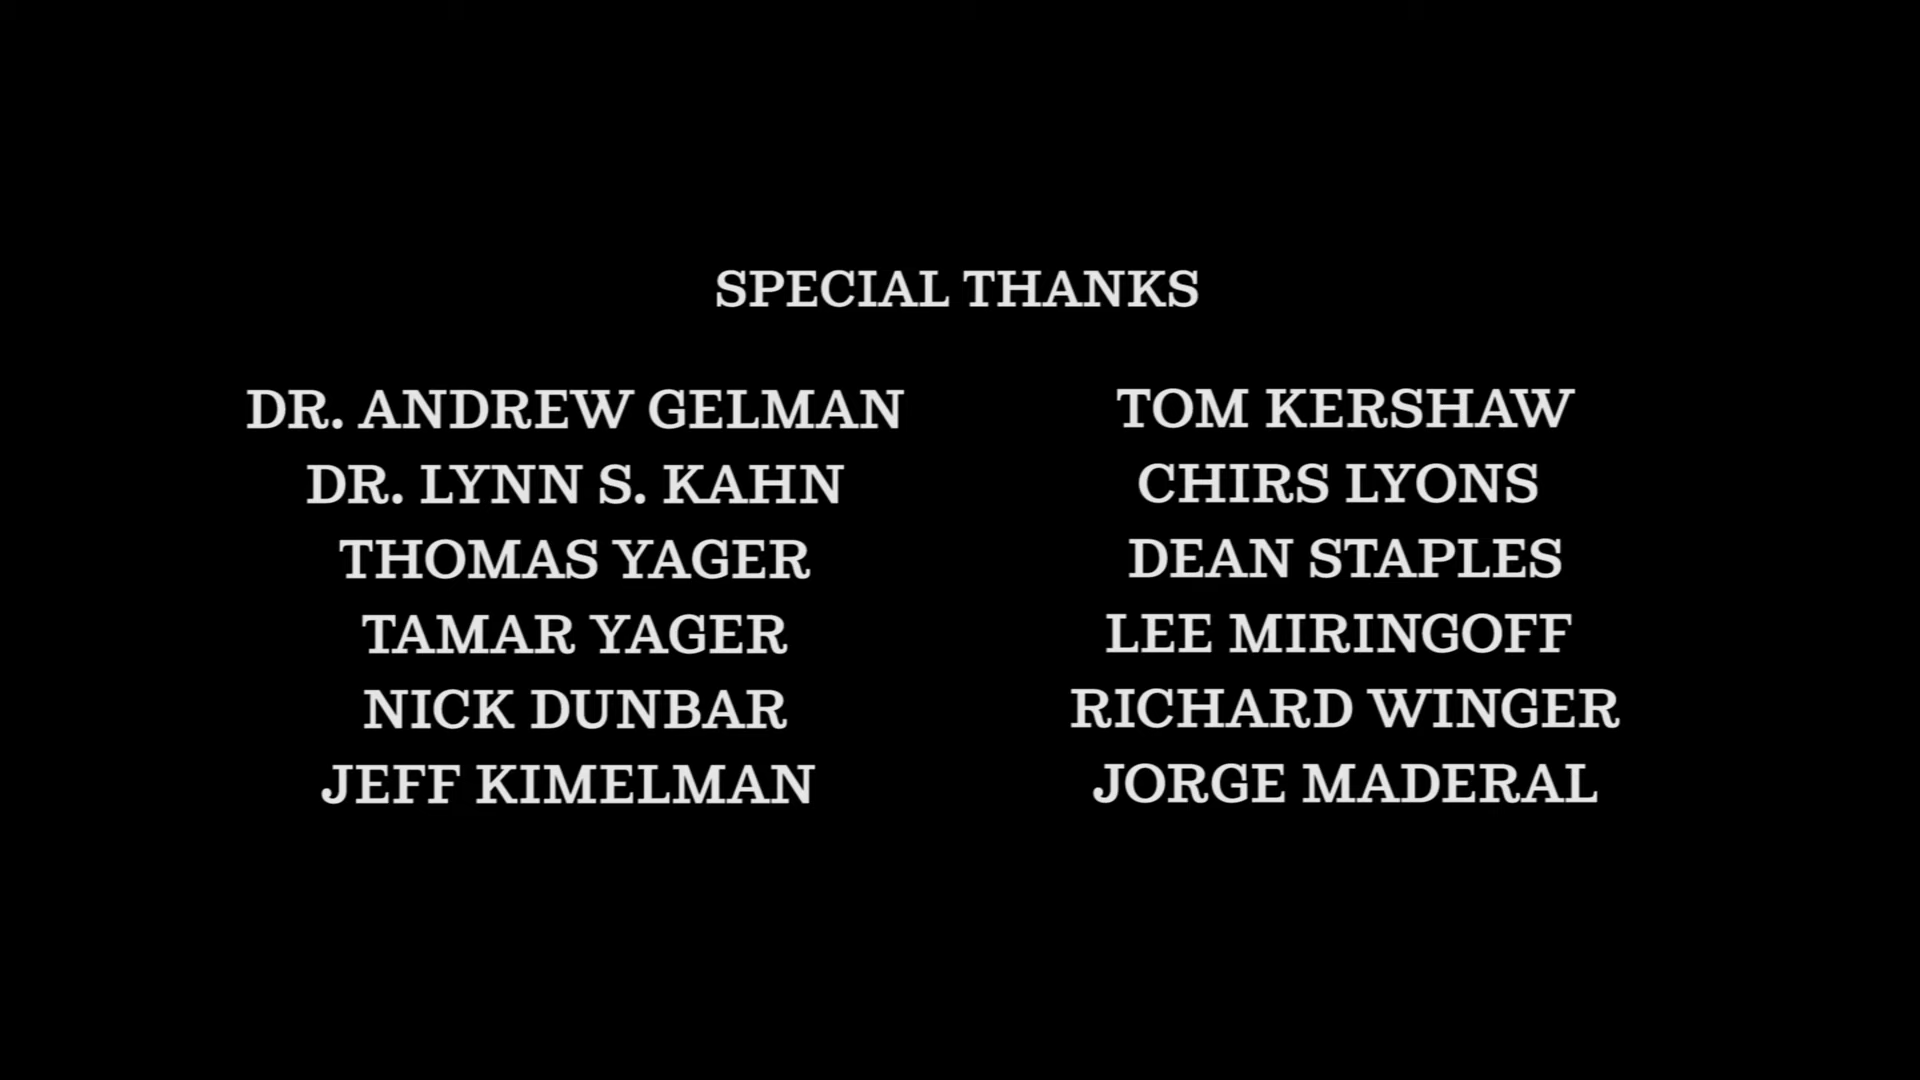 SPECIAL THANKS
DR. ANDREW GELMAN
DR. LYNN S. KAHN
THOMAS YAGER
TAMAR YAGER
NICK DUNBAR
JEFF KIMELMAN
TOM KERSHAW
CHIRS LYONS
DEAN STAPLES
LEE MIRINGOFF
RICHARD WINGER
JORGE MADERAL